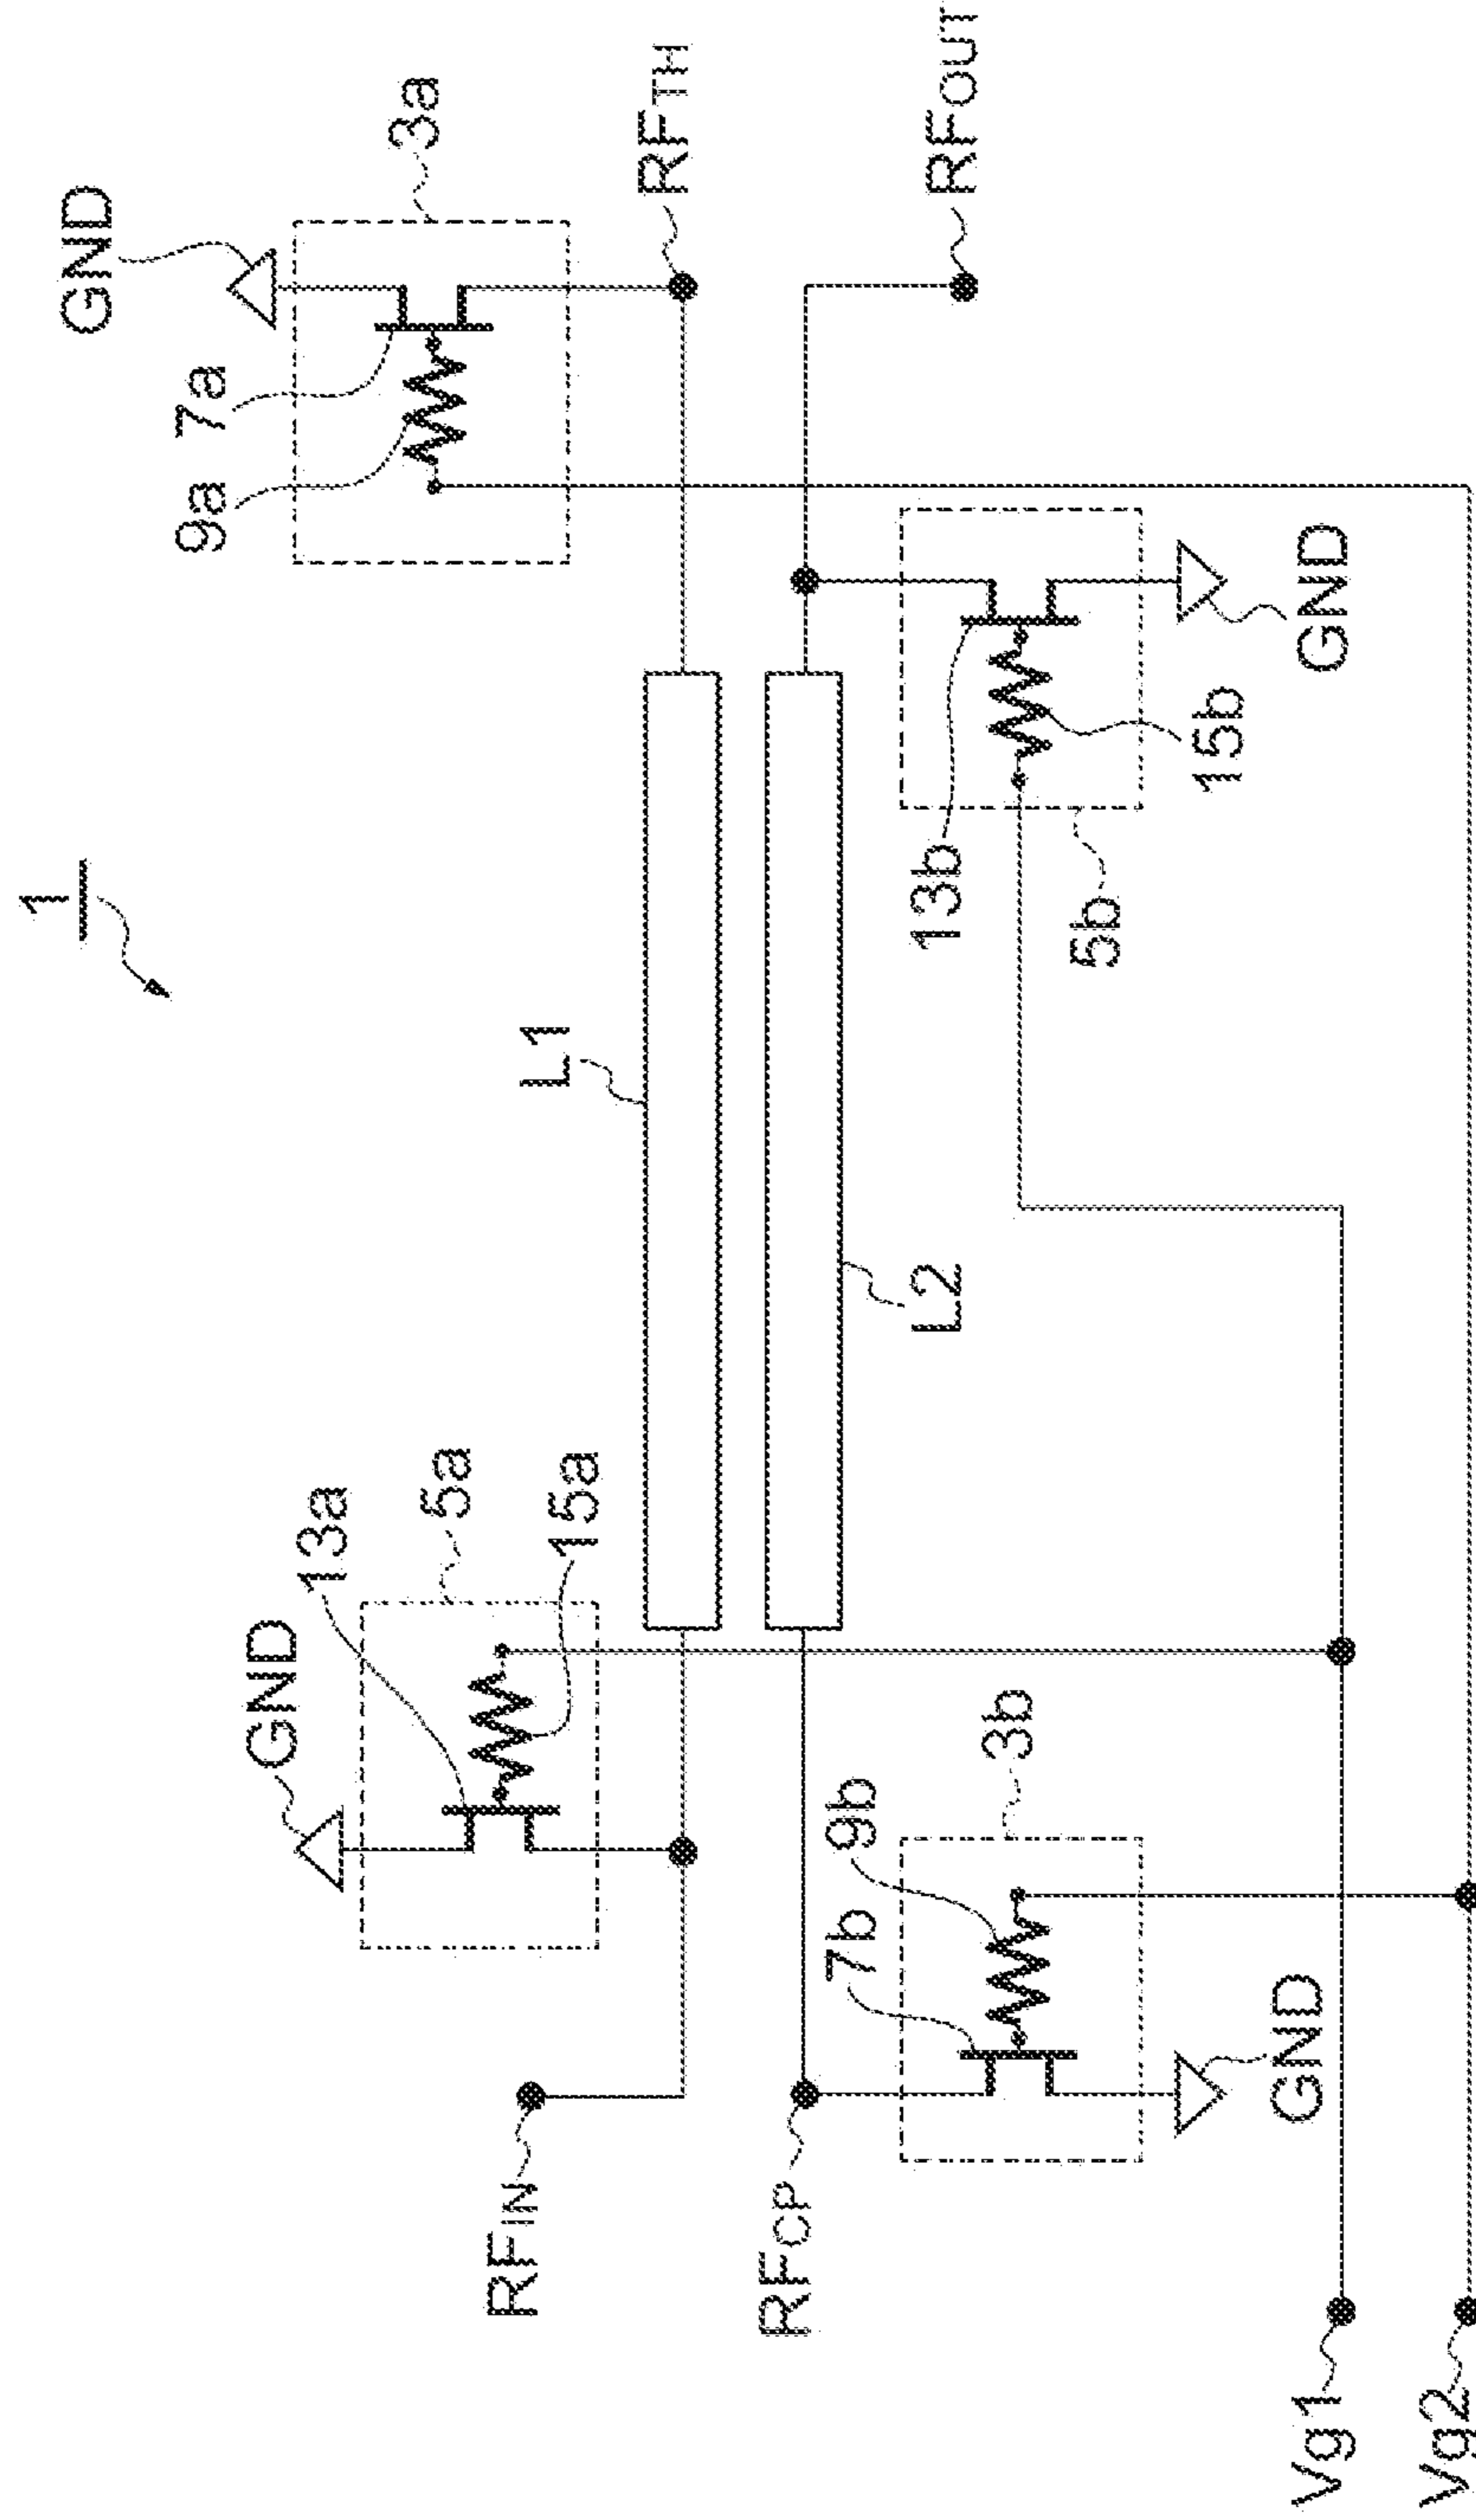 1
GND
3a
7a
9a
RFTH
RFOUT
L1
GND
13a
5a
15a
RFIN
RFCP
7b
9b
3b
L2
13b
5b
15b
GND
GND
Vg1
Vg2